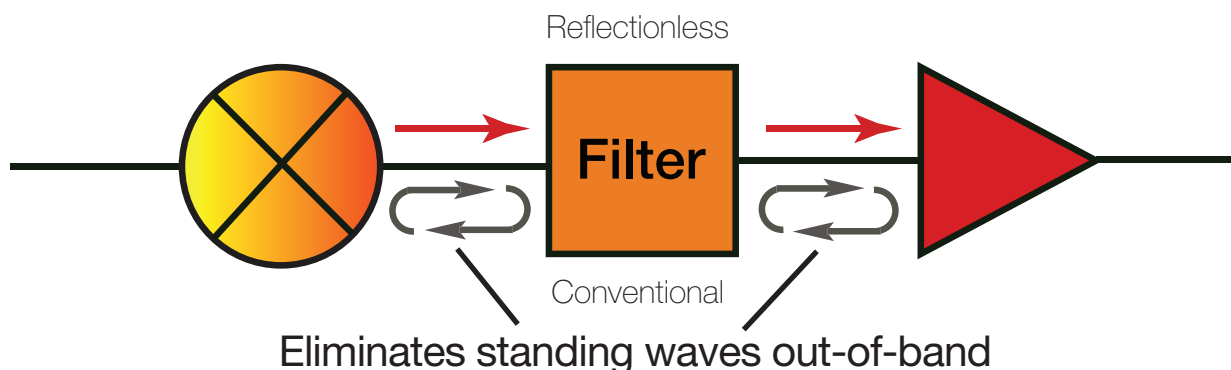 Reflectionless
Filter
Conventional
Eliminates standing waves out-of-band